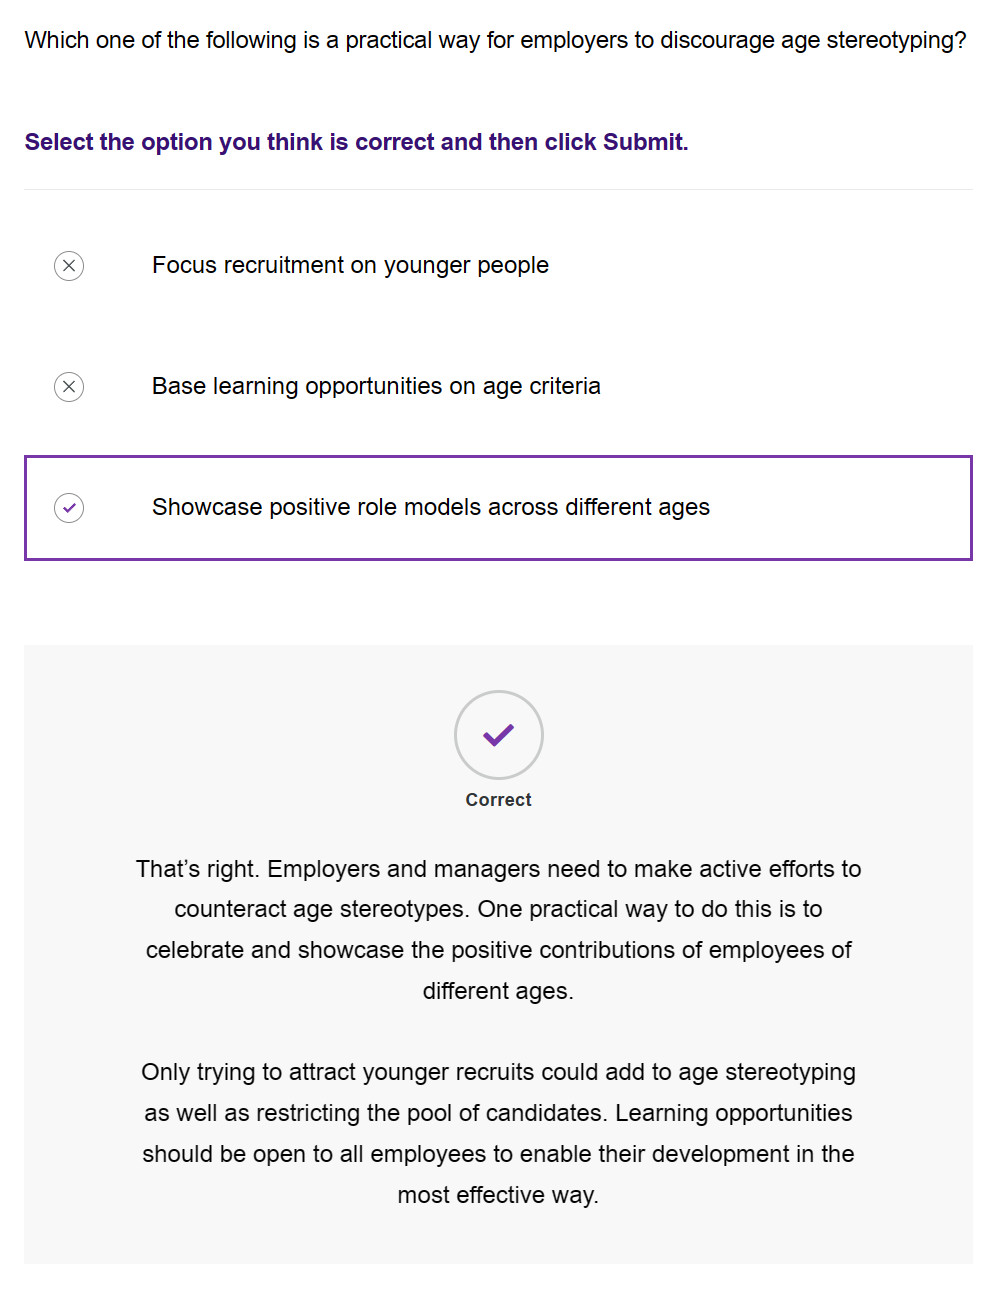 Which one of the following is a practical way for employers to discourage age stereotyping?
Select the option you think is correct and then click Submit.
Focus recruitment on younger people
Base learning opportunities on age criteria
Showcase positive role models across different ages
Correct
That’s right. Employers and managers need to make active efforts to
counteract age stereotypes. One practical way to do this is to
celebrate and showcase the positive contributions of employees of
different ages.
Only trying to attract younger recruits could add to age stereotyping
as well as restricting the pool of candidates. Learning opportunities
should be open to all employees to enable their development in the
most effective way.